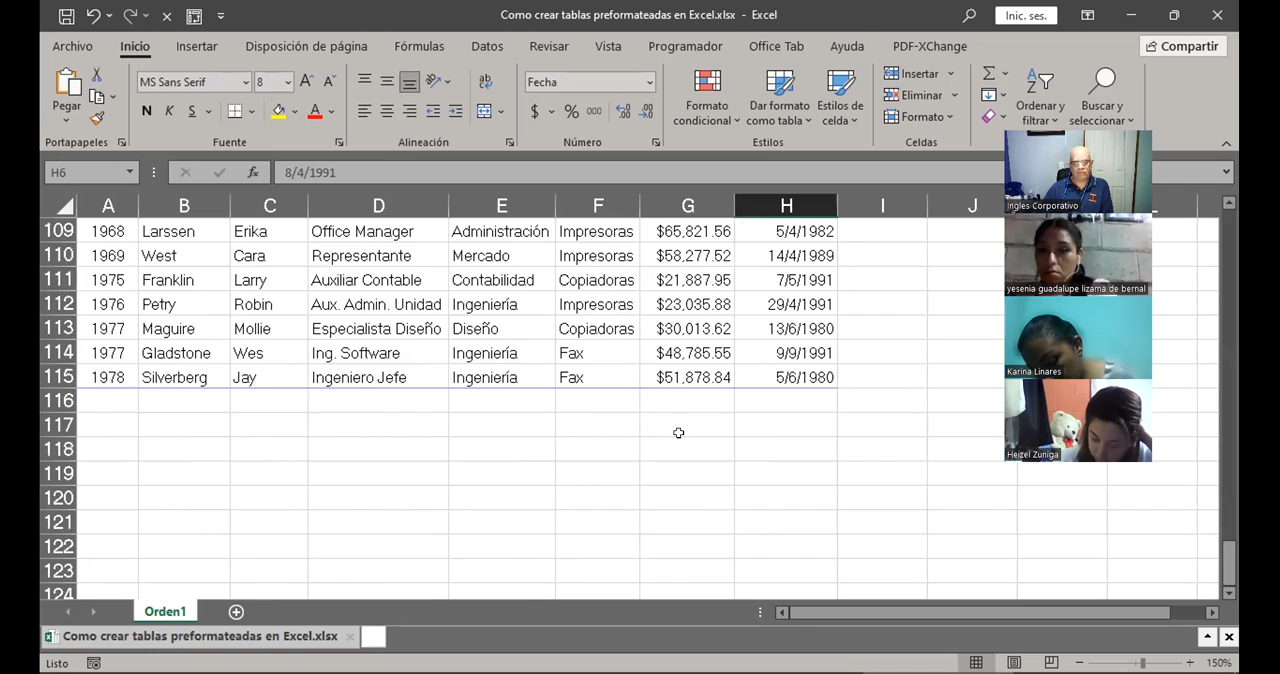 Como crear tablas preformateadas en Excel.xlsx - Excel
Inic. ses.
Archivo Inicio Insertar Disposición de página Fórmulas Datos Revisar Vista Programador Office Tab Ayuda PDF-XChange Compartir
MS Sans Serif 8 Fecha
Pegar
N K S
$ % 000
Formato condicional
Dar formato como tabla
Estilos de celda
Insertar
Eliminar
Formato
Ordenar y filtrar
Buscar y seleccionar
Portapapeles Fuente Alineación Número Estilos Celdas
H6 fx 8/4/1991
A B C D E F G H I J L
109 1968 Larssen Erika Office Manager Administración Impresoras $65,821.56 5/4/1982
110 1969 West Cara Representante Mercado Impresoras $58,277.52 14/4/1989
111 1975 Franklin Larry Auxiliar Contable Contabilidad Copiadoras $21,887.95 7/5/1991
112 1976 Petry Robin Aux. Admin. Unidad Ingeniería Impresoras $23,035.88 29/4/1991
113 1977 Maguire Mollie Especialista Diseño Diseño Copiadoras $30,013.62 13/6/1980
114 1977 Gladstone Wes Ing. Software Ingeniería Fax $48,785.55 9/9/1991
115 1978 Silverberg Jay Ingeniero Jefe Ingeniería Fax $51,878.84 5/6/1980
116
117
118
119
120
121
122
123
124
Ingles Corporativo
yesenia guadalupe lizama de bernal
Karina Linares
Heizel Zuniga
Orden1
Como crear tablas preformateadas en Excel.xlsx
Listo 150%